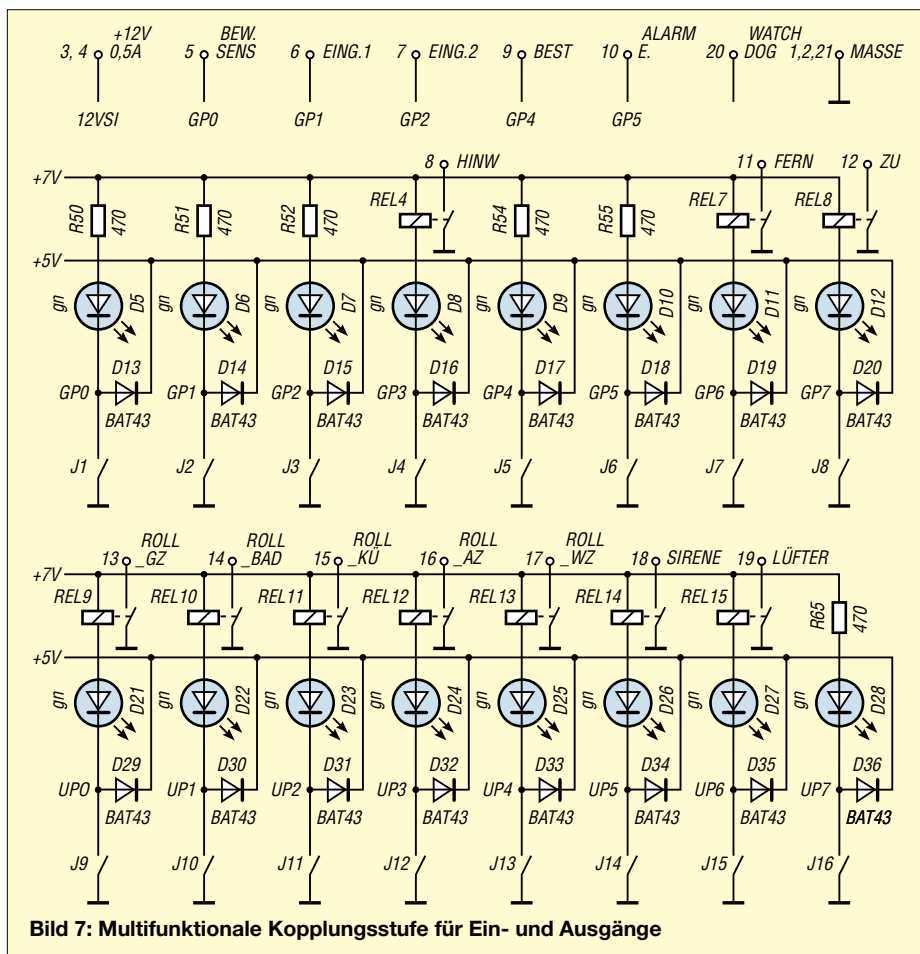 +12V BEW. ALARM WATCH
3, 4 0,5A 5 SENS 6 EING.1 7 EING.2 9 BEST 10 E. 20 DOG 1,2,21 MASSE
12VSI GP0 GP1 GP2 GP4 GP5
8 HINW 11 FERN 12 ZU
+7V
R50 470 R51 470 R52 470 REL4 R54 470 R55 470 REL7 REL8
+5V
gn D5 gn D6 gn D7 gn D8 gn D9 gn D10 gn D11 gn D12
D13 D14 D15 D16 D17 D18 D19 D20
GP0 GP1 GP2 GP3 GP4 GP5 GP6 GP7
BAT43 BAT43 BAT43 BAT43 BAT43 BAT43 BAT43 BAT43
J1 J2 J3 J4 J5 J6 J7 J8
ROLL ROLL ROLL ROLL ROLL
13 _GZ 14 _BAD 15 _KÜ 16 _AZ 17 _WZ 18 SIRENE 19 LÜFTER
+7V
REL9 REL10 REL11 REL12 REL13 REL14 REL15 R65 470
+5V
gn D21 gn D22 gn D23 gn D24 gn D25 gn D26 gn D27 gn D28
D29 D30 D31 D32 D33 D34 D35 D36
UP0 UP1 UP2 UP3 UP4 UP5 UP6 UP7
BAT43 BAT43 BAT43 BAT43 BAT43 BAT43 BAT43 BAT43
J9 J10 J11 J12 J13 J14 J15 J16
Bild 7: Multifunktionale Kopplungsstufe für Ein- und Ausgänge